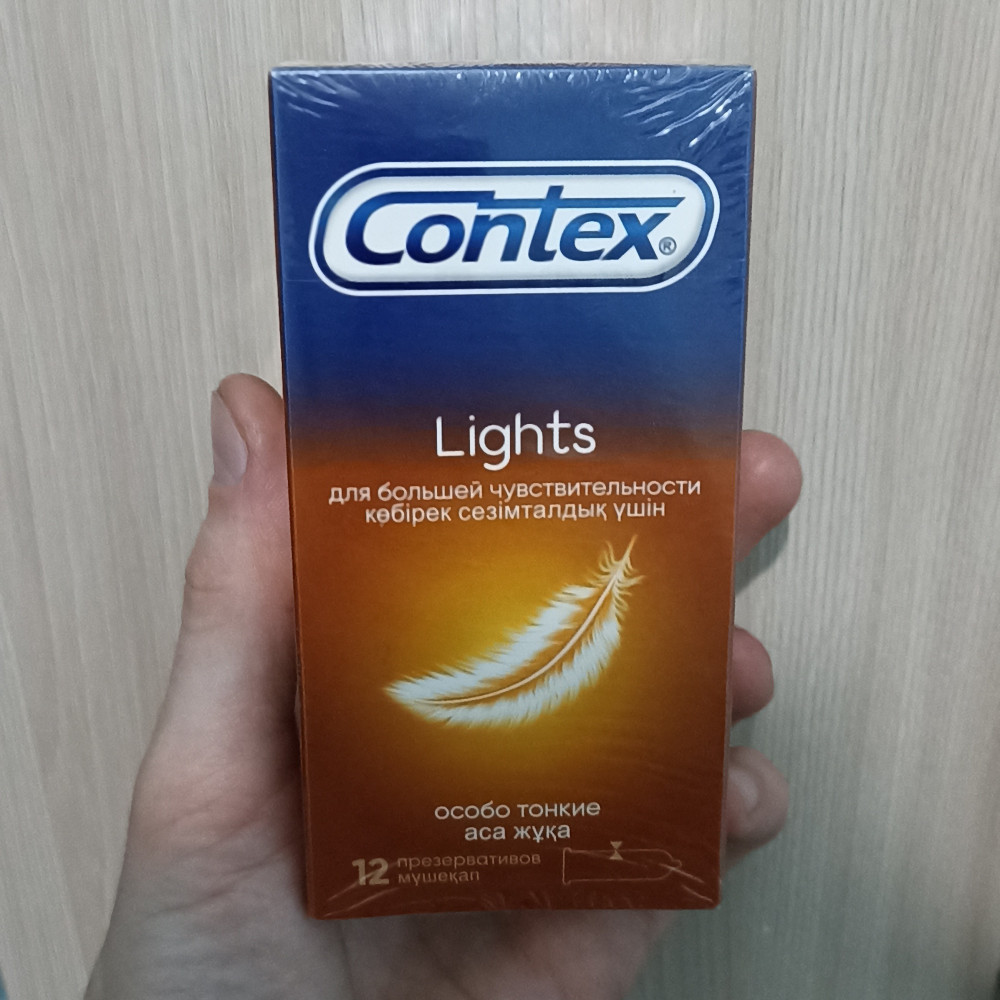 Contex®
Lights
для большей чувствительности
көбірек сезімталдық үшін
особо тонкие
аса жұқа
12 презервативов
мүшеқап